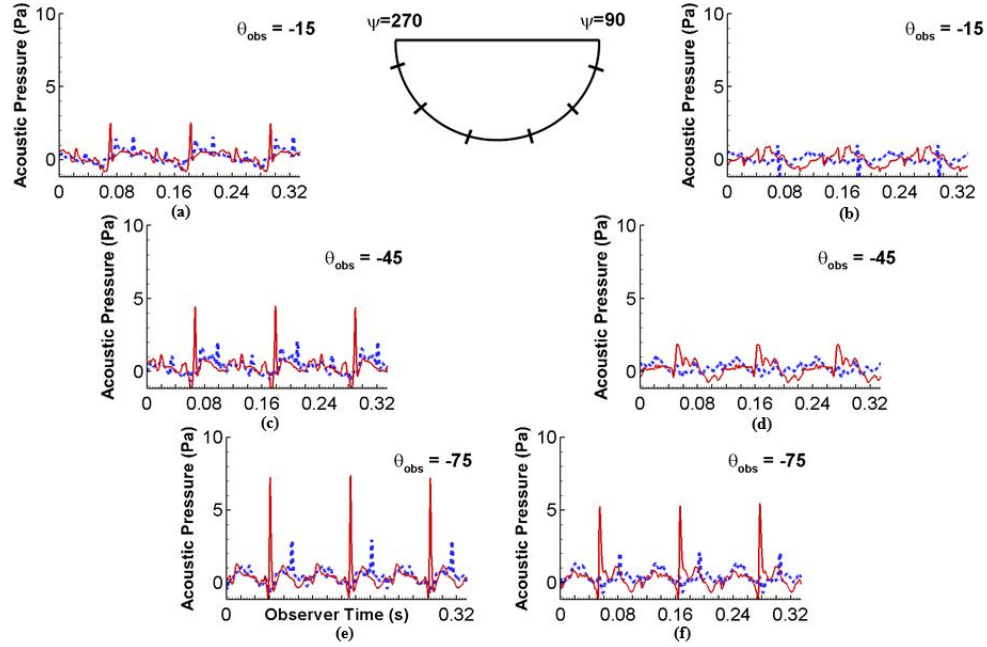 θobs = -15
Acoustic Pressure (Pa)
10
5
0
0 0.08 0.16 0.24 0.32
(a)
ψ=270 ψ=90
θobs = -15
Acoustic Pressure (Pa)
10
5
0
0 0.08 0.16 0.24 0.32
(b)
θobs = -45
Acoustic Pressure (Pa)
10
5
0
0 0.08 0.16 0.24 0.32
(c)
θobs = -45
Acoustic Pressure (Pa)
10
5
0
0 0.08 0.16 0.24 0.32
(d)
θobs = -75
Acoustic Pressure (Pa)
10
5
0
0 Observer Time (s) 0.32
(e)
θobs = -75
Acoustic Pressure (Pa)
10
5
0
0 0.08 0.16 0.24 0.32
(f)